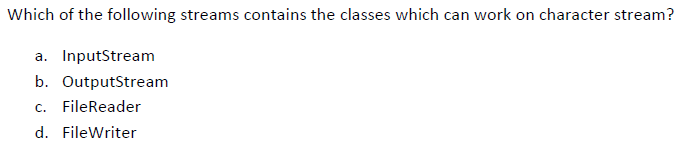 Which of the following streams contains the classes which can work on character stream?
a. InputStream
b. OutputStream
c. FileReader
d. FileWriter